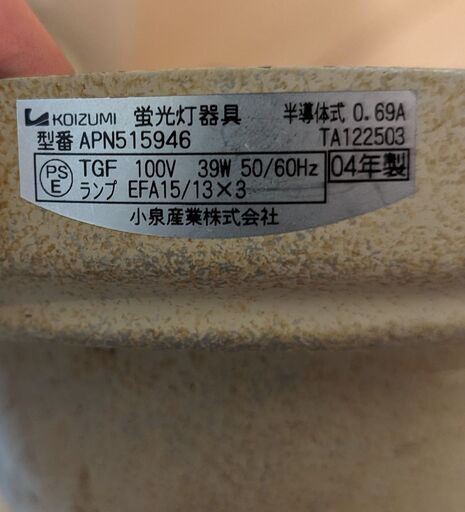 KOIZUMI 蛍光灯器具 半導体式 0.69A
型番 APN515946 TA122503
PSE TGF 100V 39W 50/60Hz 04年製
ランプ EFA15/13×3
小泉産業株式会社